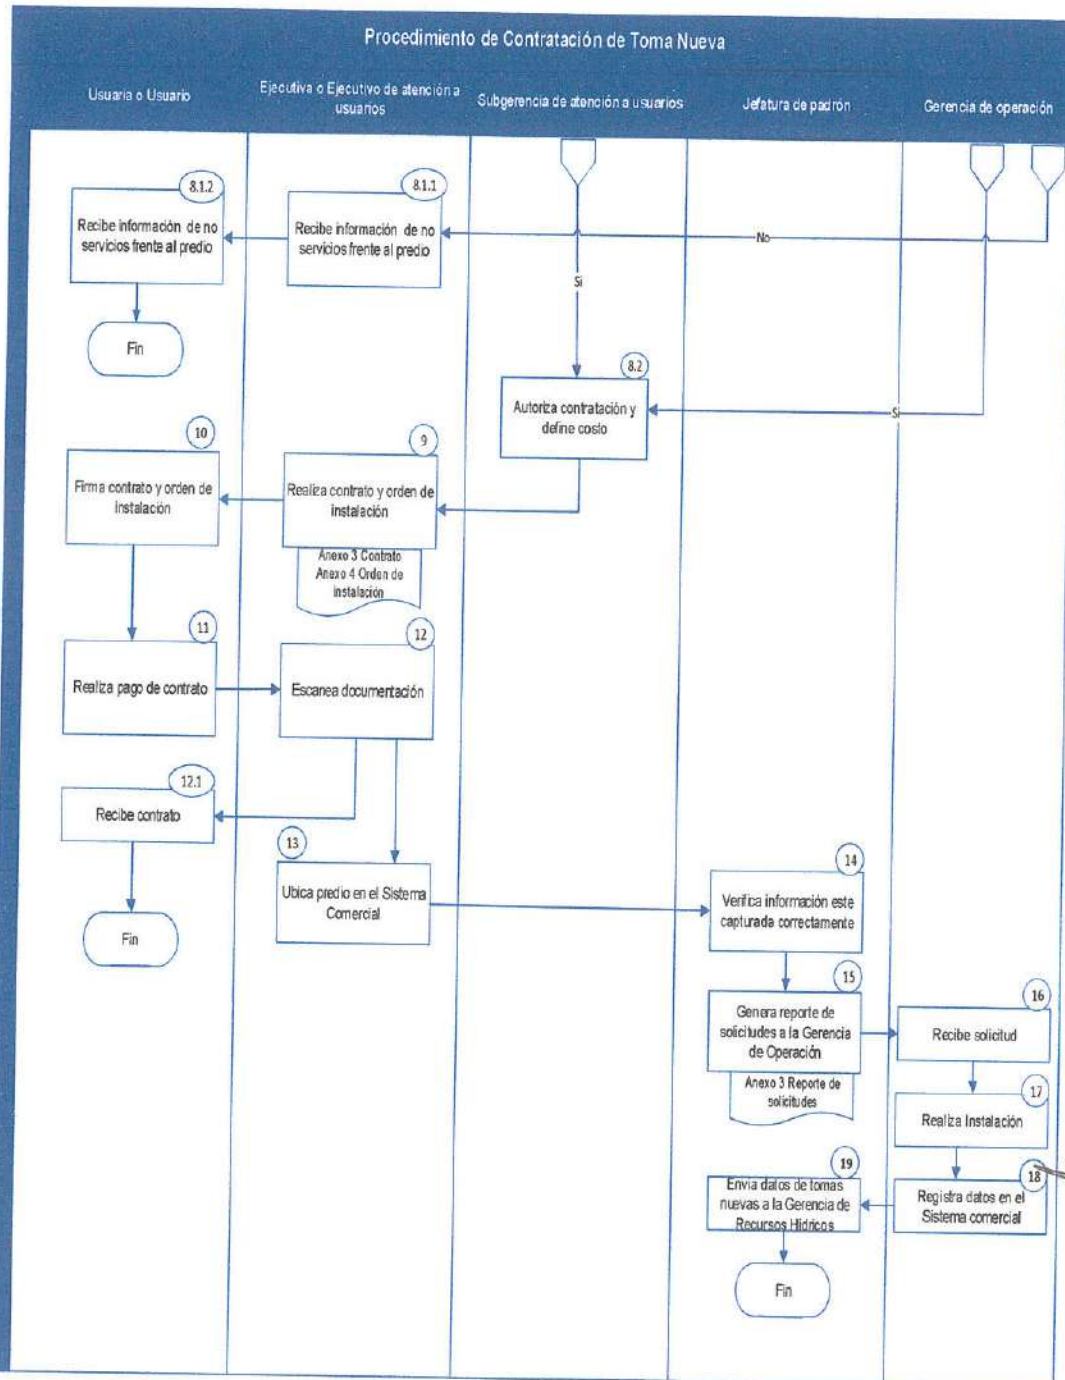 Procedimiento de Contratación de Toma Nueva
Usuaria o Usuario
Ejecutiva o Ejecutivo de atención a
usuarios
Subgerencia de atención a usuarios
Jefatura de padrón
Gerencia de operación
8.1.2
Recibe información de no
servicios frente al predio
8.1.1
Recibe información de no
servicios frente al predio
No
Si
Fin
8.2
Autoriza contratación y
define costo
Si
10
Firma contrato y orden de
Instalación
9
Realiza contrato y orden de
instalación
Anexo 3 Contrato
Anexo 4 Orden de
instalación
11
Realiza pago de contrato
12
Escanea documentación
12.1
Recibe contrato
13
Ubica predio en el Sistema
Comercial
14
Verifica información este
capturada correctamente
Fin
15
Genera reporte de
solicitudes a la Gerencia
de Operación
Anexo 3 Reporte de
solicitudes
16
Recibe solicitud
17
Realiza Instalación
18
Registra datos en el
Sistema comercial
19
Envia datos de tomas
nuevas a la Gerencia de
Recursos Hídricos
Fin